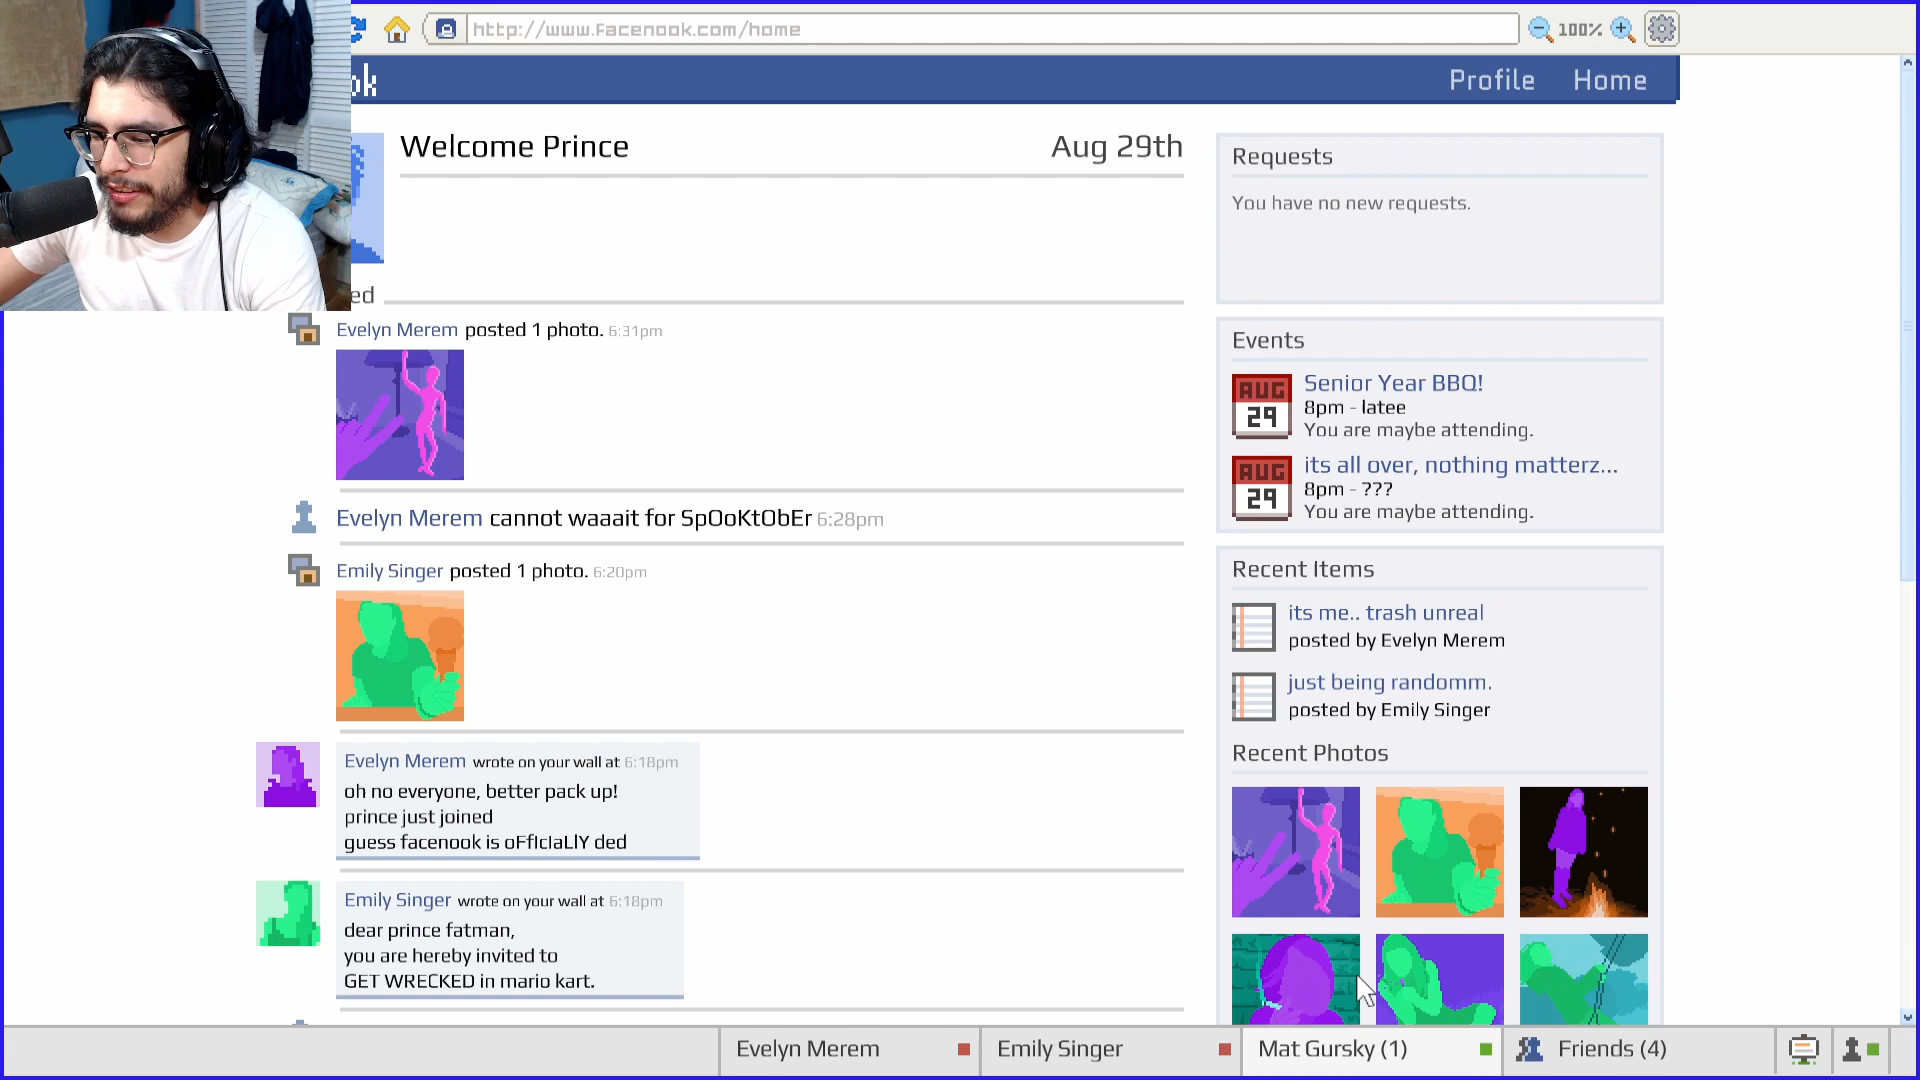 http://www.Facenook.com/home
100%
ok
Profile
Home
Welcome Prince
Aug 29th
ed
Evelyn Merem posted 1 photo. 6:31pm
Evelyn Merem cannot waaait for SpOoKtObEr 6:28pm
Emily Singer posted 1 photo. 6:20pm
Evelyn Merem wrote on your wall at 6:18pm
oh no everyone, better pack up!
prince just joined
guess facenook is oFfIcIaLlY ded
Emily Singer wrote on your wall at 6:18pm
dear prince fatman,
you are hereby invited to
GET WRECKED in mario kart.
Requests
You have no new requests.
Events
AUG
29
Senior Year BBQ!
8pm - latee
You are maybe attending.
AUG
29
its all over, nothing matterz...
8pm - ???
You are maybe attending.
Recent Items
its me.. trash unreal
posted by Evelyn Merem
just being randomm.
posted by Emily Singer
Recent Photos
Evelyn Merem
Emily Singer
Mat Gursky (1)
Friends (4)